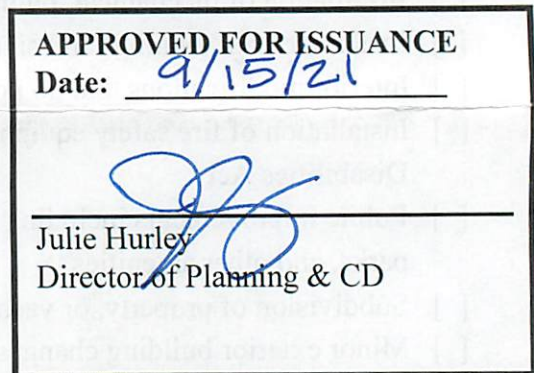 APPROVED FOR ISSUANCE
Date: 9/15/21
Julie Hurley
Director of Planning & CD